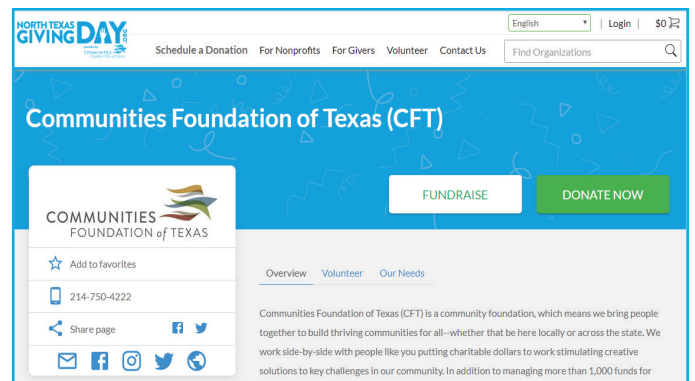 NORTH TEXAS
GIVING DAY
.org
English | Login | $0
Schedule a Donation For Nonprofits For Givers Volunteer Contact Us Find Organizations
Communities Foundation of Texas (CFT)
FUNDRAISE DONATE NOW
COMMUNITIES
FOUNDATION of TEXAS
Add to favorites
214-750-4222
Share page
Overview Volunteer Our Needs
Communities Foundation of Texas (CFT) is a community foundation, which means we bring people
together to build thriving communities for all--whether that be here locally or across the state. We
work side-by-side with people like you putting charitable dollars to work stimulating creative
solutions to key challenges in our community. In addition to managing more than 1,000 funds for